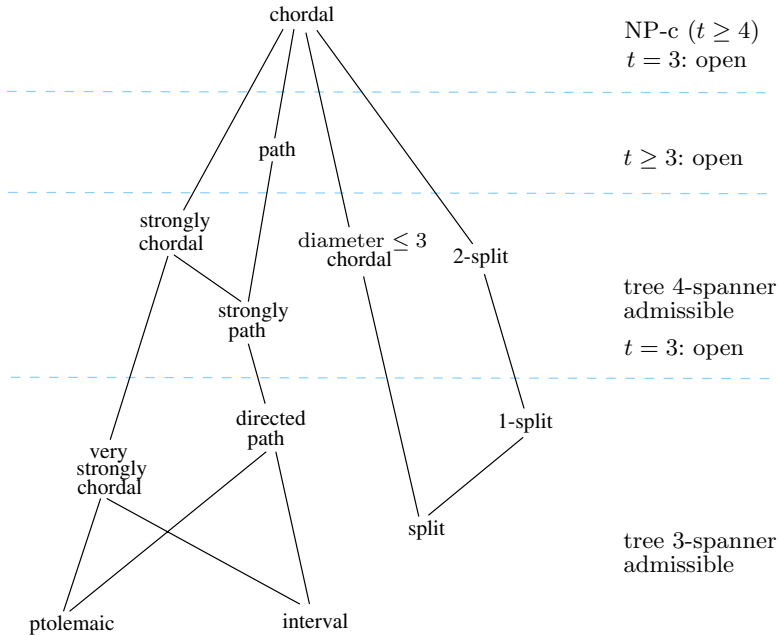 chordal
NP-c (t ≥ 4)
t = 3: open
path
t ≥ 3: open
strongly
chordal
diameter ≤ 3
chordal
2-split
strongly
path
tree 4-spanner
admissible
t = 3: open
directed
path
1-split
very
strongly
chordal
split
tree 3-spanner
admissible
ptolemaic
interval